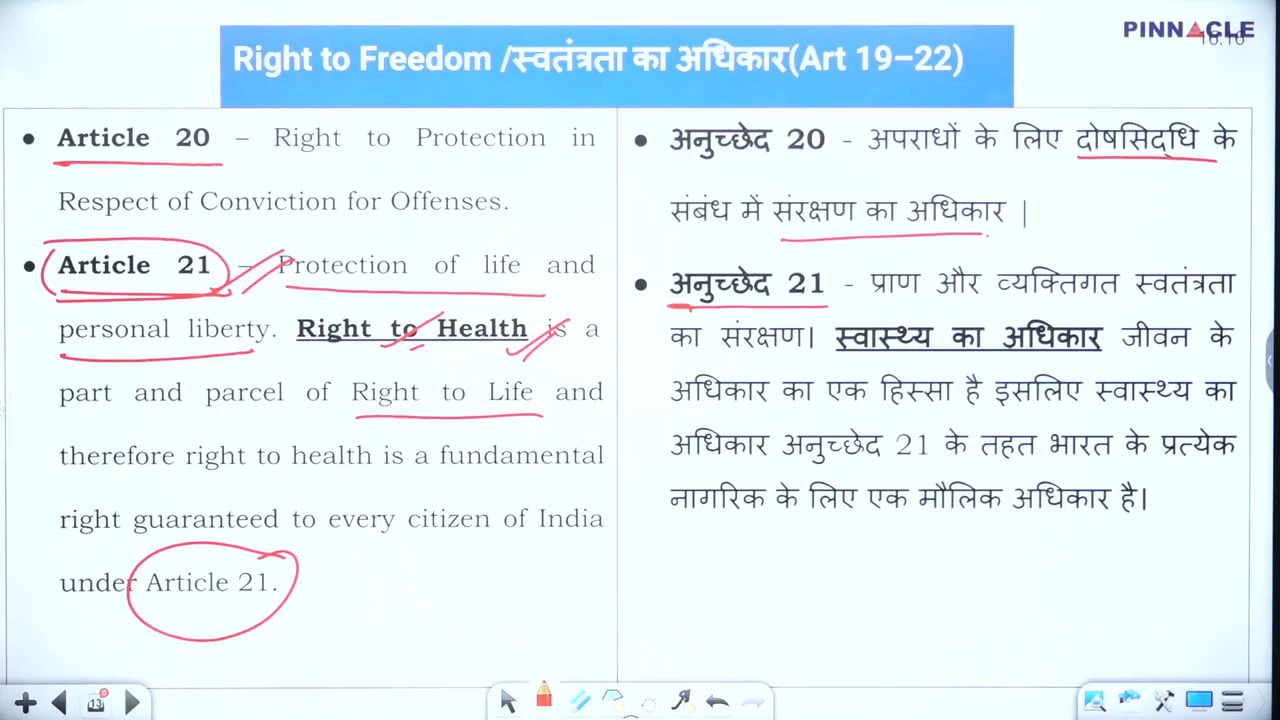 PINNACLE
16:16
Right to Freedom /स्वतंत्रता का अधिकार(Art 19–22)
● Article 20 – Right to Protection in
Respect of Conviction for Offenses.
● Article 21 – Protection of life and
personal liberty. Right to Health is a
part and parcel of Right to Life and
therefore right to health is a fundamental
right guaranteed to every citizen of India
under Article 21.
● अनुच्छेद 20 - अपराधों के लिए दोषसिद्धि के
संबंध में संरक्षण का अधिकार |
● अनुच्छेद 21 - प्राण और व्यक्तिगत स्वतंत्रता
का संरक्षण। स्वास्थ्य का अधिकार जीवन के
अधिकार का एक हिस्सा है इसलिए स्वास्थ्य का
अधिकार अनुच्छेद 21 के तहत भारत के प्रत्येक
नागरिक के लिए एक मौलिक अधिकार है।
13